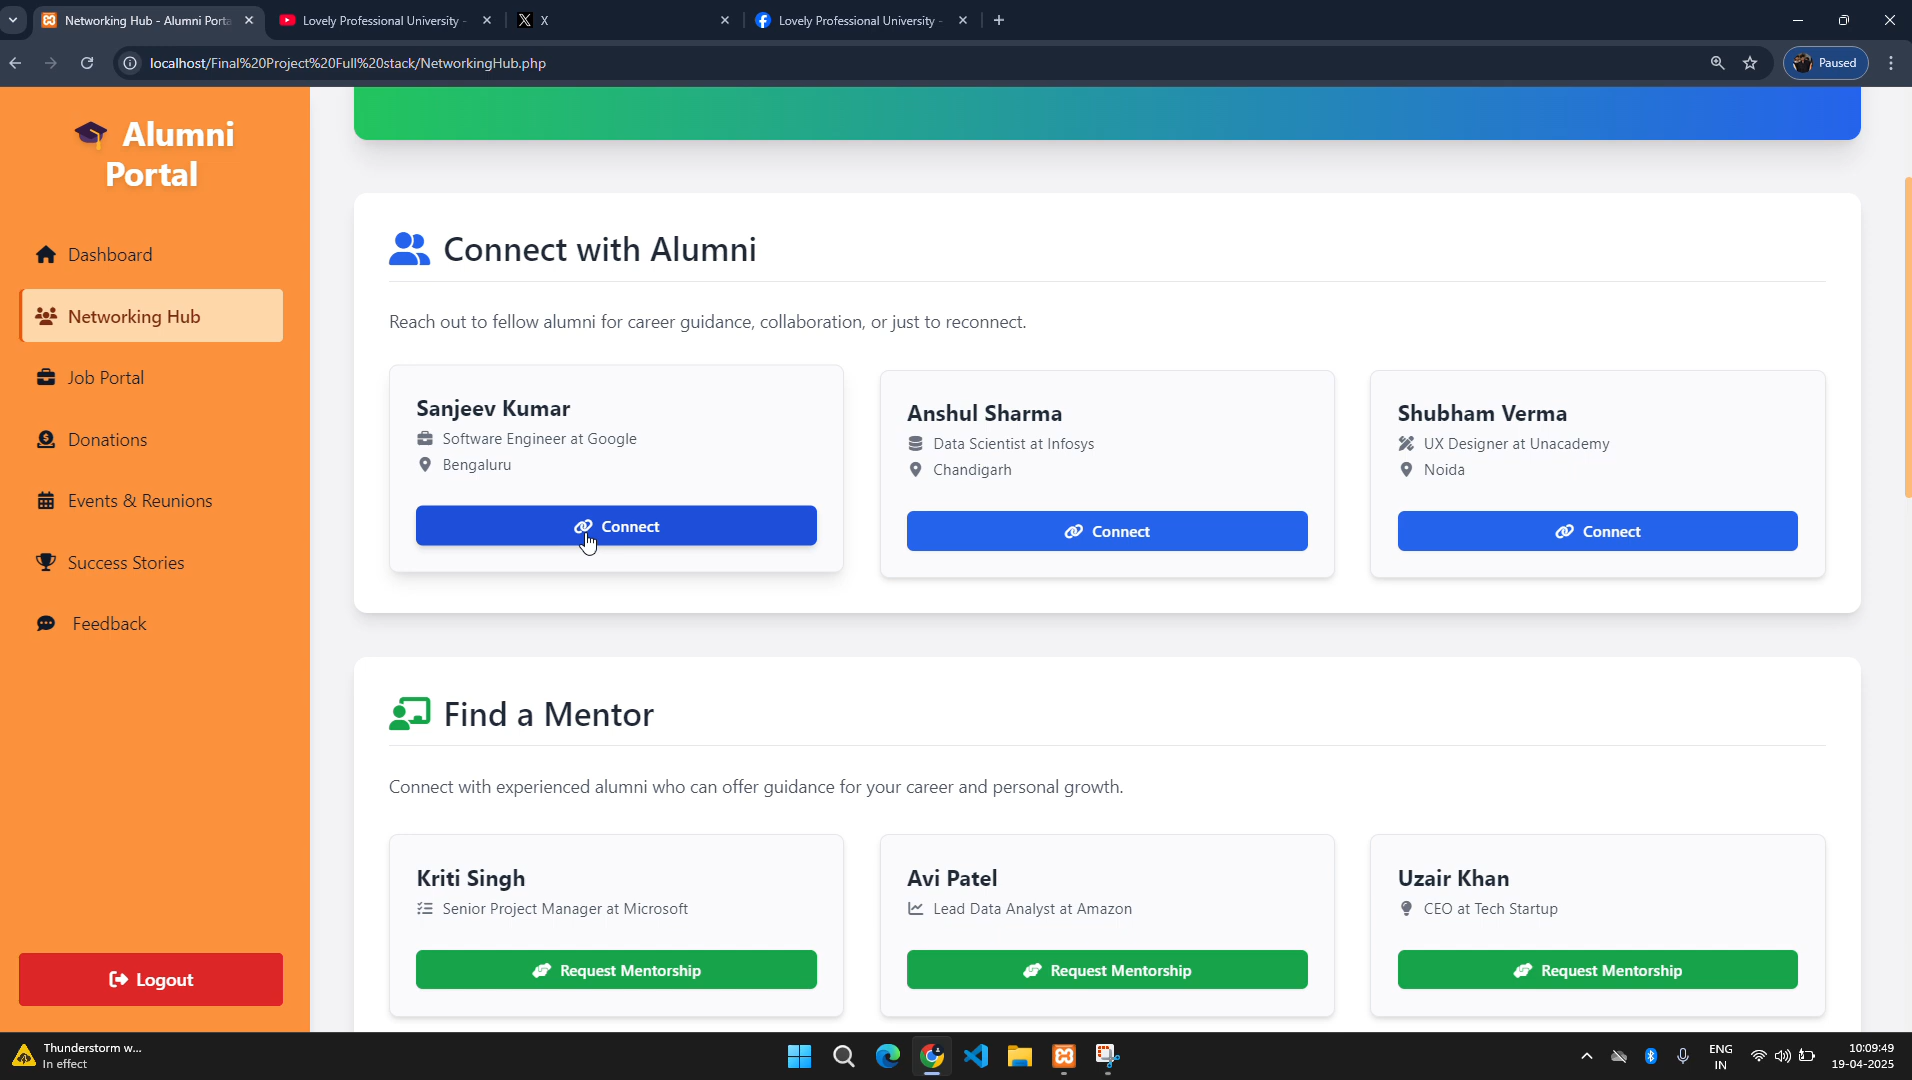 Networking Hub - Alumni Porta
Lovely Professional University -
X
Lovely Professional University -
localhost/Final%20Project%20Full%20stack/NetworkingHub.php
Paused
Alumni
Portal
Dashboard
Networking Hub
Job Portal
Donations
Events & Reunions
Success Stories
Feedback
Logout
Connect with Alumni
Reach out to fellow alumni for career guidance, collaboration, or just to reconnect.
Sanjeev Kumar
Software Engineer at Google
Bengaluru
Connect
Anshul Sharma
Data Scientist at Infosys
Chandigarh
Connect
Shubham Verma
UX Designer at Unacademy
Noida
Connect
Find a Mentor
Connect with experienced alumni who can offer guidance for your career and personal growth.
Kriti Singh
Senior Project Manager at Microsoft
Request Mentorship
Avi Patel
Lead Data Analyst at Amazon
Request Mentorship
Uzair Khan
CEO at Tech Startup
Request Mentorship
Thunderstorm w...
In effect
ENG
IN
10:09:49
19-04-2025